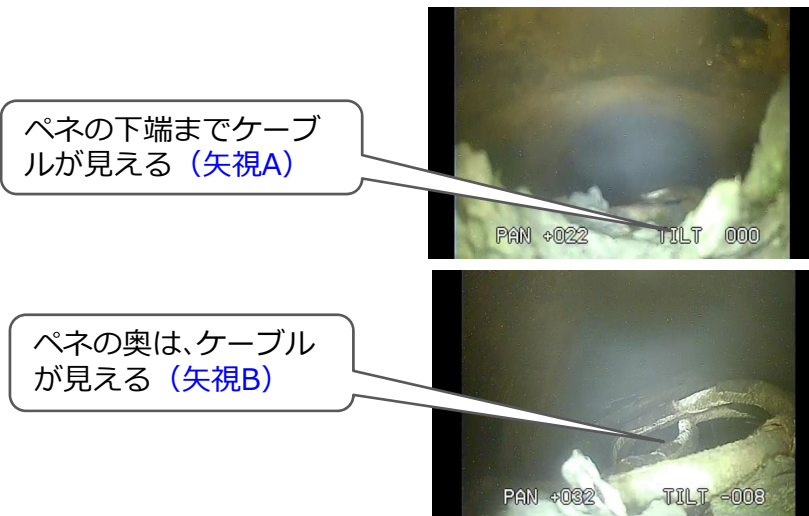 ペネの下端までケーブ
ルが見える（矢視A）
PAN +022 TILT 000
ペネの奥は、ケーブル
が見える（矢視B）
PAN +032 TILT -008